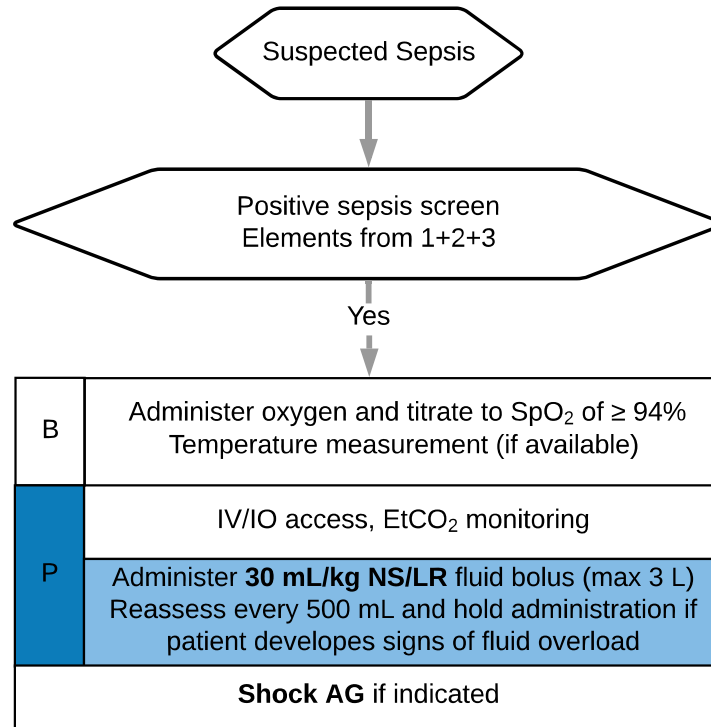 Suspected Sepsis
Positive sepsis screen
Elements from 1+2+3
Yes
B
Administer oxygen and titrate to SpO₂ of ≥ 94%
Temperature measurement (if available)
P
IV/IO access, EtCO₂ monitoring
Administer 30 mL/kg NS/LR fluid bolus (max 3 L)
Reassess every 500 mL and hold administration if
patient developes signs of fluid overload
Shock AG if indicated